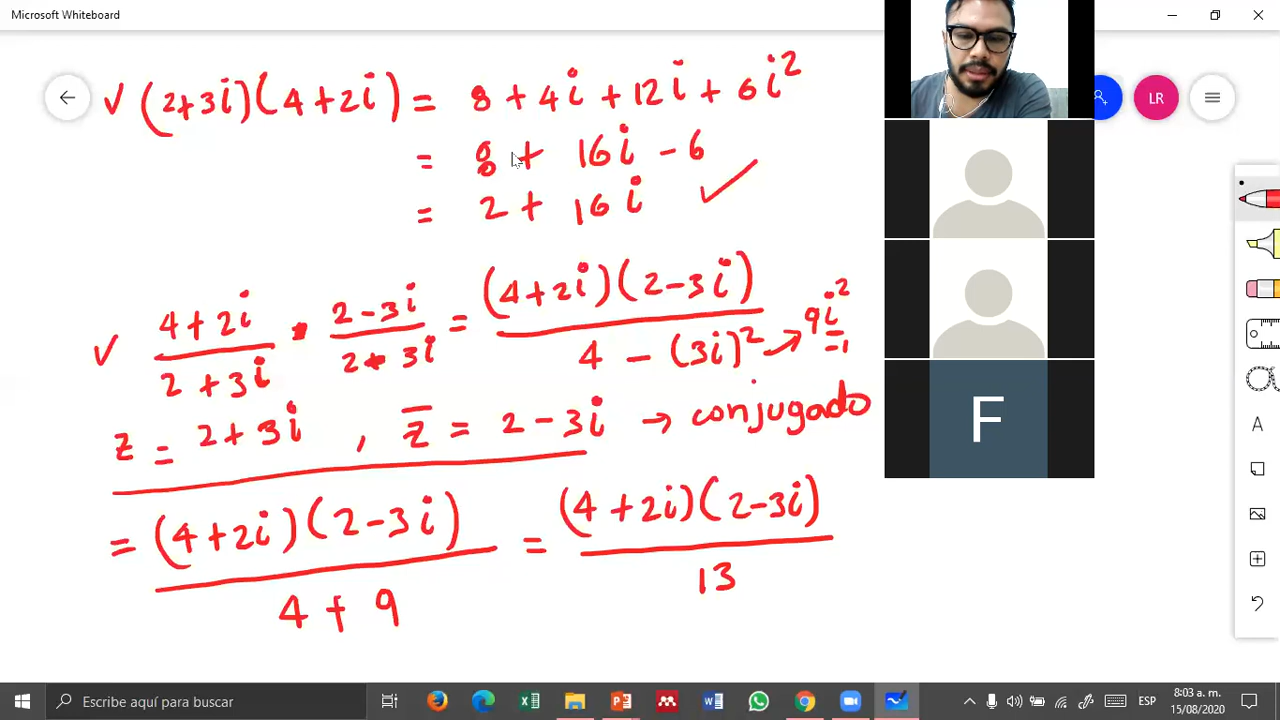 Microsoft Whiteboard
✓ (2+3i)(4+2i) = 8 + 4i + 12i + 6i²
= 8 + 16i - 6
= 2 + 16i ✓
LR
✓ (4+2i)/(2+3i) · (2-3i)/(2-3i) = (4+2i)(2-3i)/(4 - (3i)²) → 9i² = -1
z = 2+3i , z̅ = 2-3i → conjugado
F
= (4+2i)(2-3i)/(4+9) = (4+2i)(2-3i)/13
A
Escribe aquí para buscar
ESP
8:03 a. m.
15/08/2020